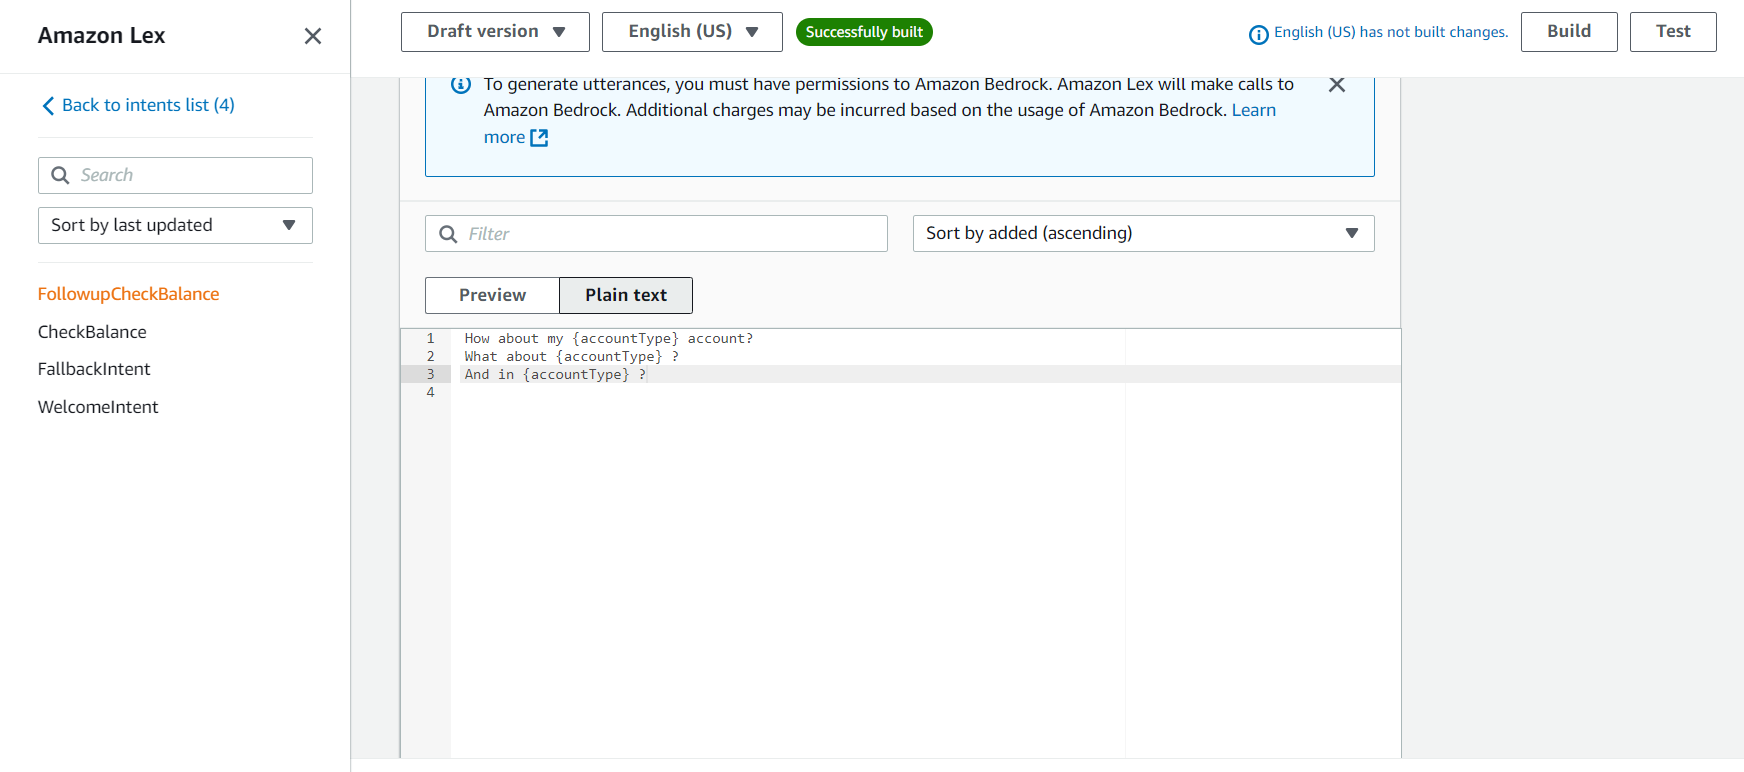 Amazon Lex
Back to intents list (4)
Search
Sort by last updated
FollowupCheckBalance
CheckBalance
FallbackIntent
WelcomeIntent
Draft version
English (US)
Successfully built
English (US) has not built changes.
Build
Test
To generate utterances, you must have permissions to Amazon Bedrock. Amazon Lex will make calls to
Amazon Bedrock. Additional charges may be incurred based on the usage of Amazon Bedrock. Learn
more
Filter
Sort by added (ascending)
Preview
Plain text
1 How about my {accountType} account?
2 What about {accountType} ?
3 And in {accountType} ?
4